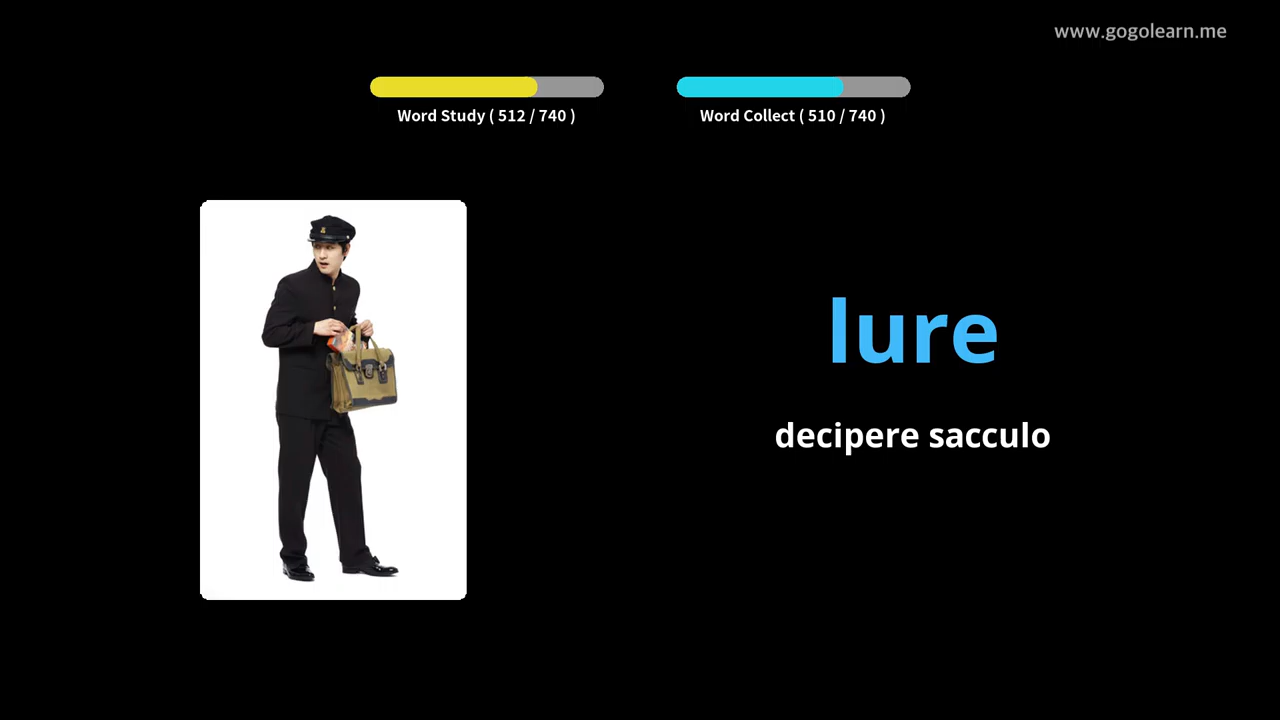 www.gogolearn.me
Word Study ( 512 / 740 )
Word Collect ( 510 / 740 )
lure
decipere sacculo